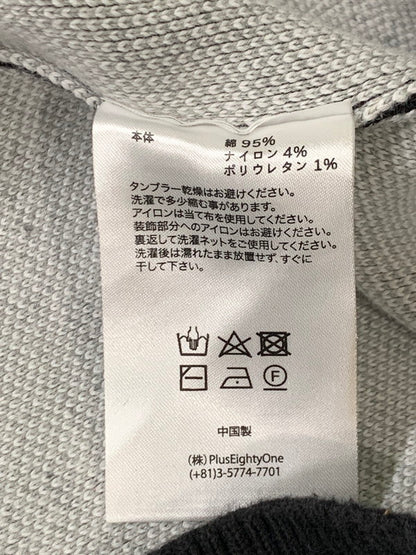 本体
綿 95%
ナイロン 4%
ポリウレタン 1%
タンブラー乾燥はお避けください。
洗濯で多少縮む事があります。
アイロンは当て布を使用してください。
装飾部分へのアイロンはお避けください。
裏返して洗濯ネットをご使用ください。
洗濯後は濡れたまま放置せず、すぐに
干して下さい。
F
中国製
(株) PlusEightyOne
(+81)3-5774-7701